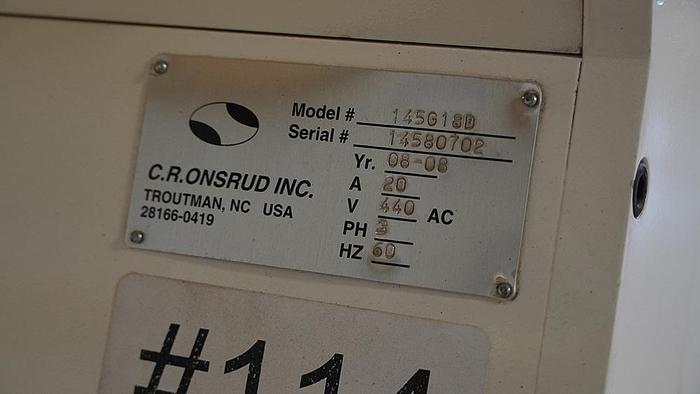 Model # 145G18D
Serial # 14580702
Yr. 08-08
A 20
V 440 AC
PH 3
HZ 60
C.R.ONSRUD INC.
TROUTMAN, NC USA
28166-0419
#114